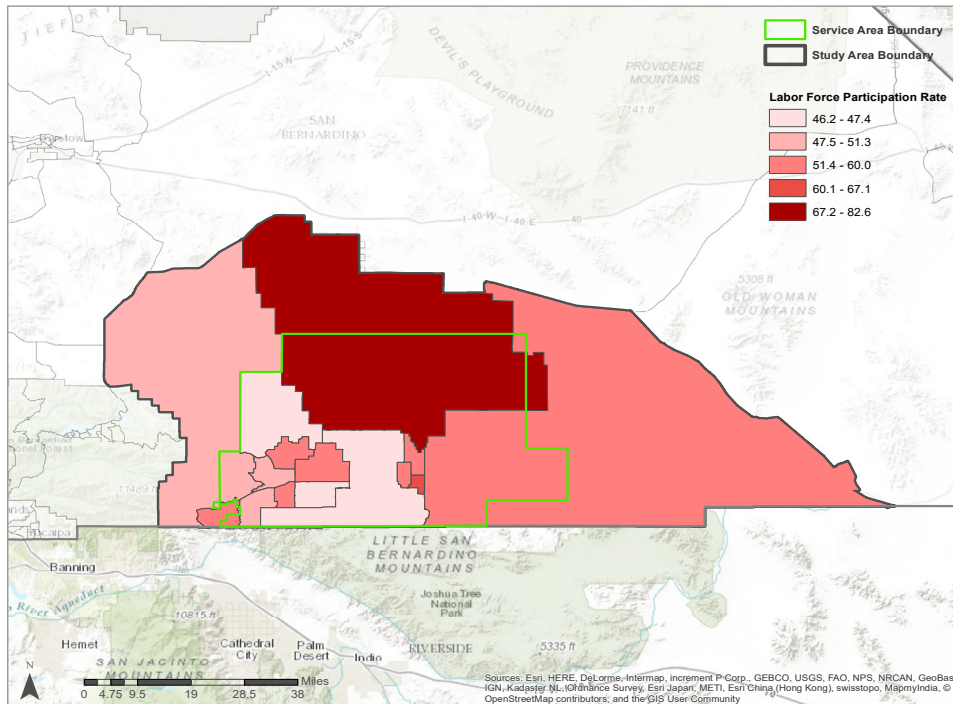 TIEFORT
I-15-N
I-15-S
DEVIL'S PLAYGROUND
PROVIDENCE
MOUNTAINS
7141 ft
SAN
BERNARDINO
Barstow
Service Area Boundary
Study Area Boundary
Labor Force Participation Rate
46.2 - 47.4
47.5 - 51.3
51.4 - 60.0
60.1 - 67.1
67.2 - 82.6
I-40 W
I-40 E
40
5308 ft
OLD WOMAN
MOUNTAINS
11489 ft
LITTLE SAN
BERNARDINO
MOUNTAINS
Banning
River Aqueduct
10815 ft
Joshua Tree
National
Park
Hemet
Cathedral
City
Palm
Desert
Indio
RIVERSIDE
5335 ft
SAN JACINTO
MOUNTAINS
N
Miles
0 4.75 9.5 19 28.5 38
Sources: Esri, HERE, DeLorme, Intermap, increment P Corp., GEBCO, USGS, FAO, NPS, NRCAN, GeoBas
IGN, Kadaster NL, Ordnance Survey, Esri Japan, METI, Esri China (Hong Kong), swisstopo, MapmyIndia, ©
OpenStreetMap contributors, and the GIS User Community